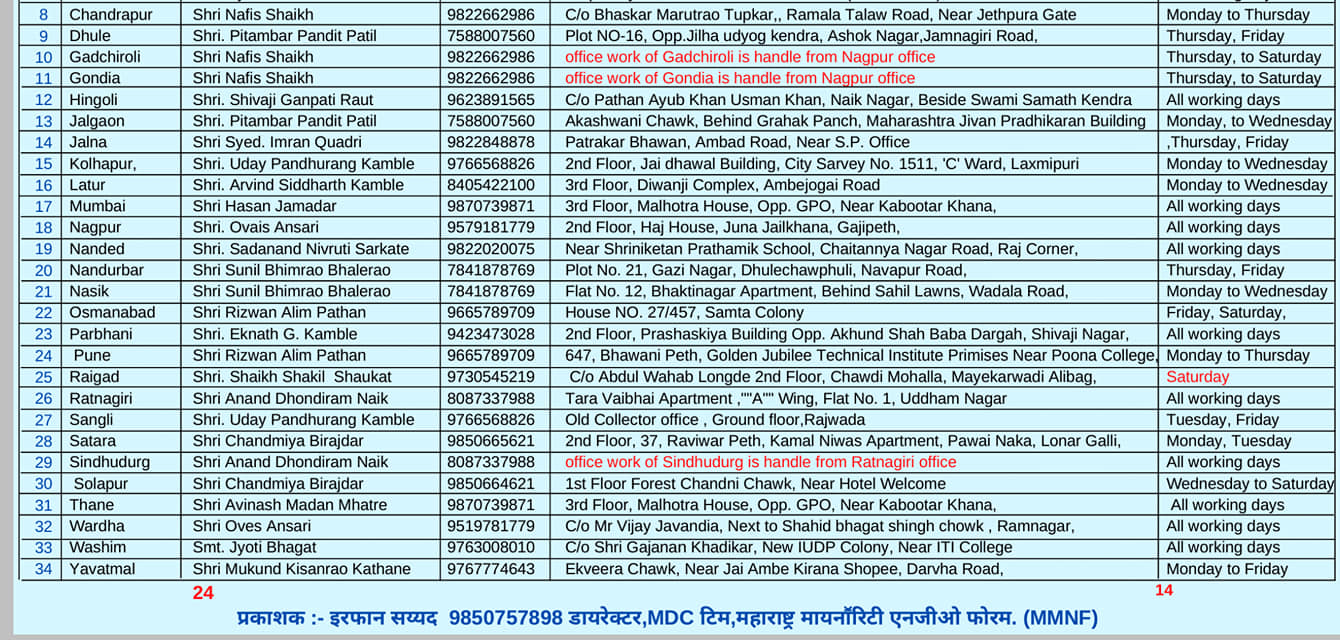 8 Chandrapur Shri Nafis Shaikh 9822662986 C/o Bhaskar Marutrao Tupkar,, Ramala Talaw Road, Near Jethpura Gate Monday to Thursday
9 Dhule Shri. Pitambar Pandit Patil 7588007560 Plot NO-16, Opp.Jilha udyog kendra, Ashok Nagar,Jamnagiri Road, Thursday, Friday
10 Gadchiroli Shri Nafis Shaikh 9822662986 office work of Gadchiroli is handle from Nagpur office Thursday, to Saturday
11 Gondia Shri Nafis Shaikh 9822662986 office work of Gondia is handle from Nagpur office Thursday, to Saturday
12 Hingoli Shri. Shivaji Ganpati Raut 9623891565 C/o Pathan Ayub Khan Usman Khan, Naik Nagar, Beside Swami Samath Kendra All working days
13 Jalgaon Shri. Pitambar Pandit Patil 7588007560 Akashwani Chawk, Behind Grahak Panch, Maharashtra Jivan Pradhikaran Building Monday, to Wednesday
14 Jalna Shri Syed. Imran Quadri 9822848878 Patrakar Bhawan, Ambad Road, Near S.P. Office ,Thursday, Friday
15 Kolhapur, Shri. Uday Pandhurang Kamble 9766568826 2nd Floor, Jai dhawal Building, City Sarvey No. 1511, 'C' Ward, Laxmipuri Monday to Wednesday
16 Latur Shri. Arvind Siddharth Kamble 8405422100 3rd Floor, Diwanji Complex, Ambejogai Road Monday to Wednesday
17 Mumbai Shri Hasan Jamadar 9870739871 3rd Floor, Malhotra House, Opp. GPO, Near Kabootar Khana, All working days
18 Nagpur Shri. Ovais Ansari 9579181779 2nd Floor, Haj House, Juna Jailkhana, Gajipeth, All working days
19 Nanded Shri. Sadanand Nivruti Sarkate 9822020075 Near Shriniketan Prathamik School, Chaitannya Nagar Road, Raj Corner, All working days
20 Nandurbar Shri Sunil Bhimrao Bhalerao 7841878769 Plot No. 21, Gazi Nagar, Dhulechawphuli, Navapur Road, Thursday, Friday
21 Nasik Shri Sunil Bhimrao Bhalerao 7841878769 Flat No. 12, Bhaktinagar Apartment, Behind Sahil Lawns, Wadala Road, Monday to Wednesday
22 Osmanabad Shri Rizwan Alim Pathan 9665789709 House NO. 27/457, Samta Colony Friday, Saturday,
23 Parbhani Shri. Eknath G. Kamble 9423473028 2nd Floor, Prashaskiya Building Opp. Akhund Shah Baba Dargah, Shivaji Nagar, All working days
24 Pune Shri Rizwan Alim Pathan 9665789709 647, Bhawani Peth, Golden Jubilee Technical Institute Primises Near Poona College, Monday to Thursday
25 Raigad Shri. Shaikh Shakil Shaukat 9730545219 C/o Abdul Wahab Longde 2nd Floor, Chawdi Mohalla, Mayekarwadi Alibag, Saturday
26 Ratnagiri Shri Anand Dhondiram Naik 8087337988 Tara Vaibhai Apartment ,""A"" Wing, Flat No. 1, Uddham Nagar All working days
27 Sangli Shri. Uday Pandhurang Kamble 9766568826 Old Collector office , Ground floor,Rajwada Tuesday, Friday
28 Satara Shri Chandmiya Birajdar 9850665621 2nd Floor, 37, Raviwar Peth, Kamal Niwas Apartment, Pawai Naka, Lonar Galli, Monday, Tuesday
29 Sindhudurg Shri Anand Dhondiram Naik 8087337988 office work of Sindhudurg is handle from Ratnagiri office All working days
30 Solapur Shri Chandmiya Birajdar 9850664621 1st Floor Forest Chandni Chawk, Near Hotel Welcome Wednesday to Saturday
31 Thane Shri Avinash Madan Mhatre 9870739871 3rd Floor, Malhotra House, Opp. GPO, Near Kabootar Khana, All working days
32 Wardha Shri Oves Ansari 9519781779 C/o Mr Vijay Javandia, Next to Shahid bhagat shingh chowk , Ramnagar, All working days
33 Washim Smt. Jyoti Bhagat 9763008010 C/o Shri Gajanan Khadikar, New IUDP Colony, Near ITI College All working days
34 Yavatmal Shri Mukund Kisanrao Kathane 9767774643 Ekveera Chawk, Near Jai Ambe Kirana Shopee, Darvha Road, Monday to Friday
24 14
प्रकाशक :- इरफान सय्यद 9850757898 डायरेक्टर,MDC टिम,महाराष्ट्र मायनॉरिटी एनजीओ फोरम. (MMNF)